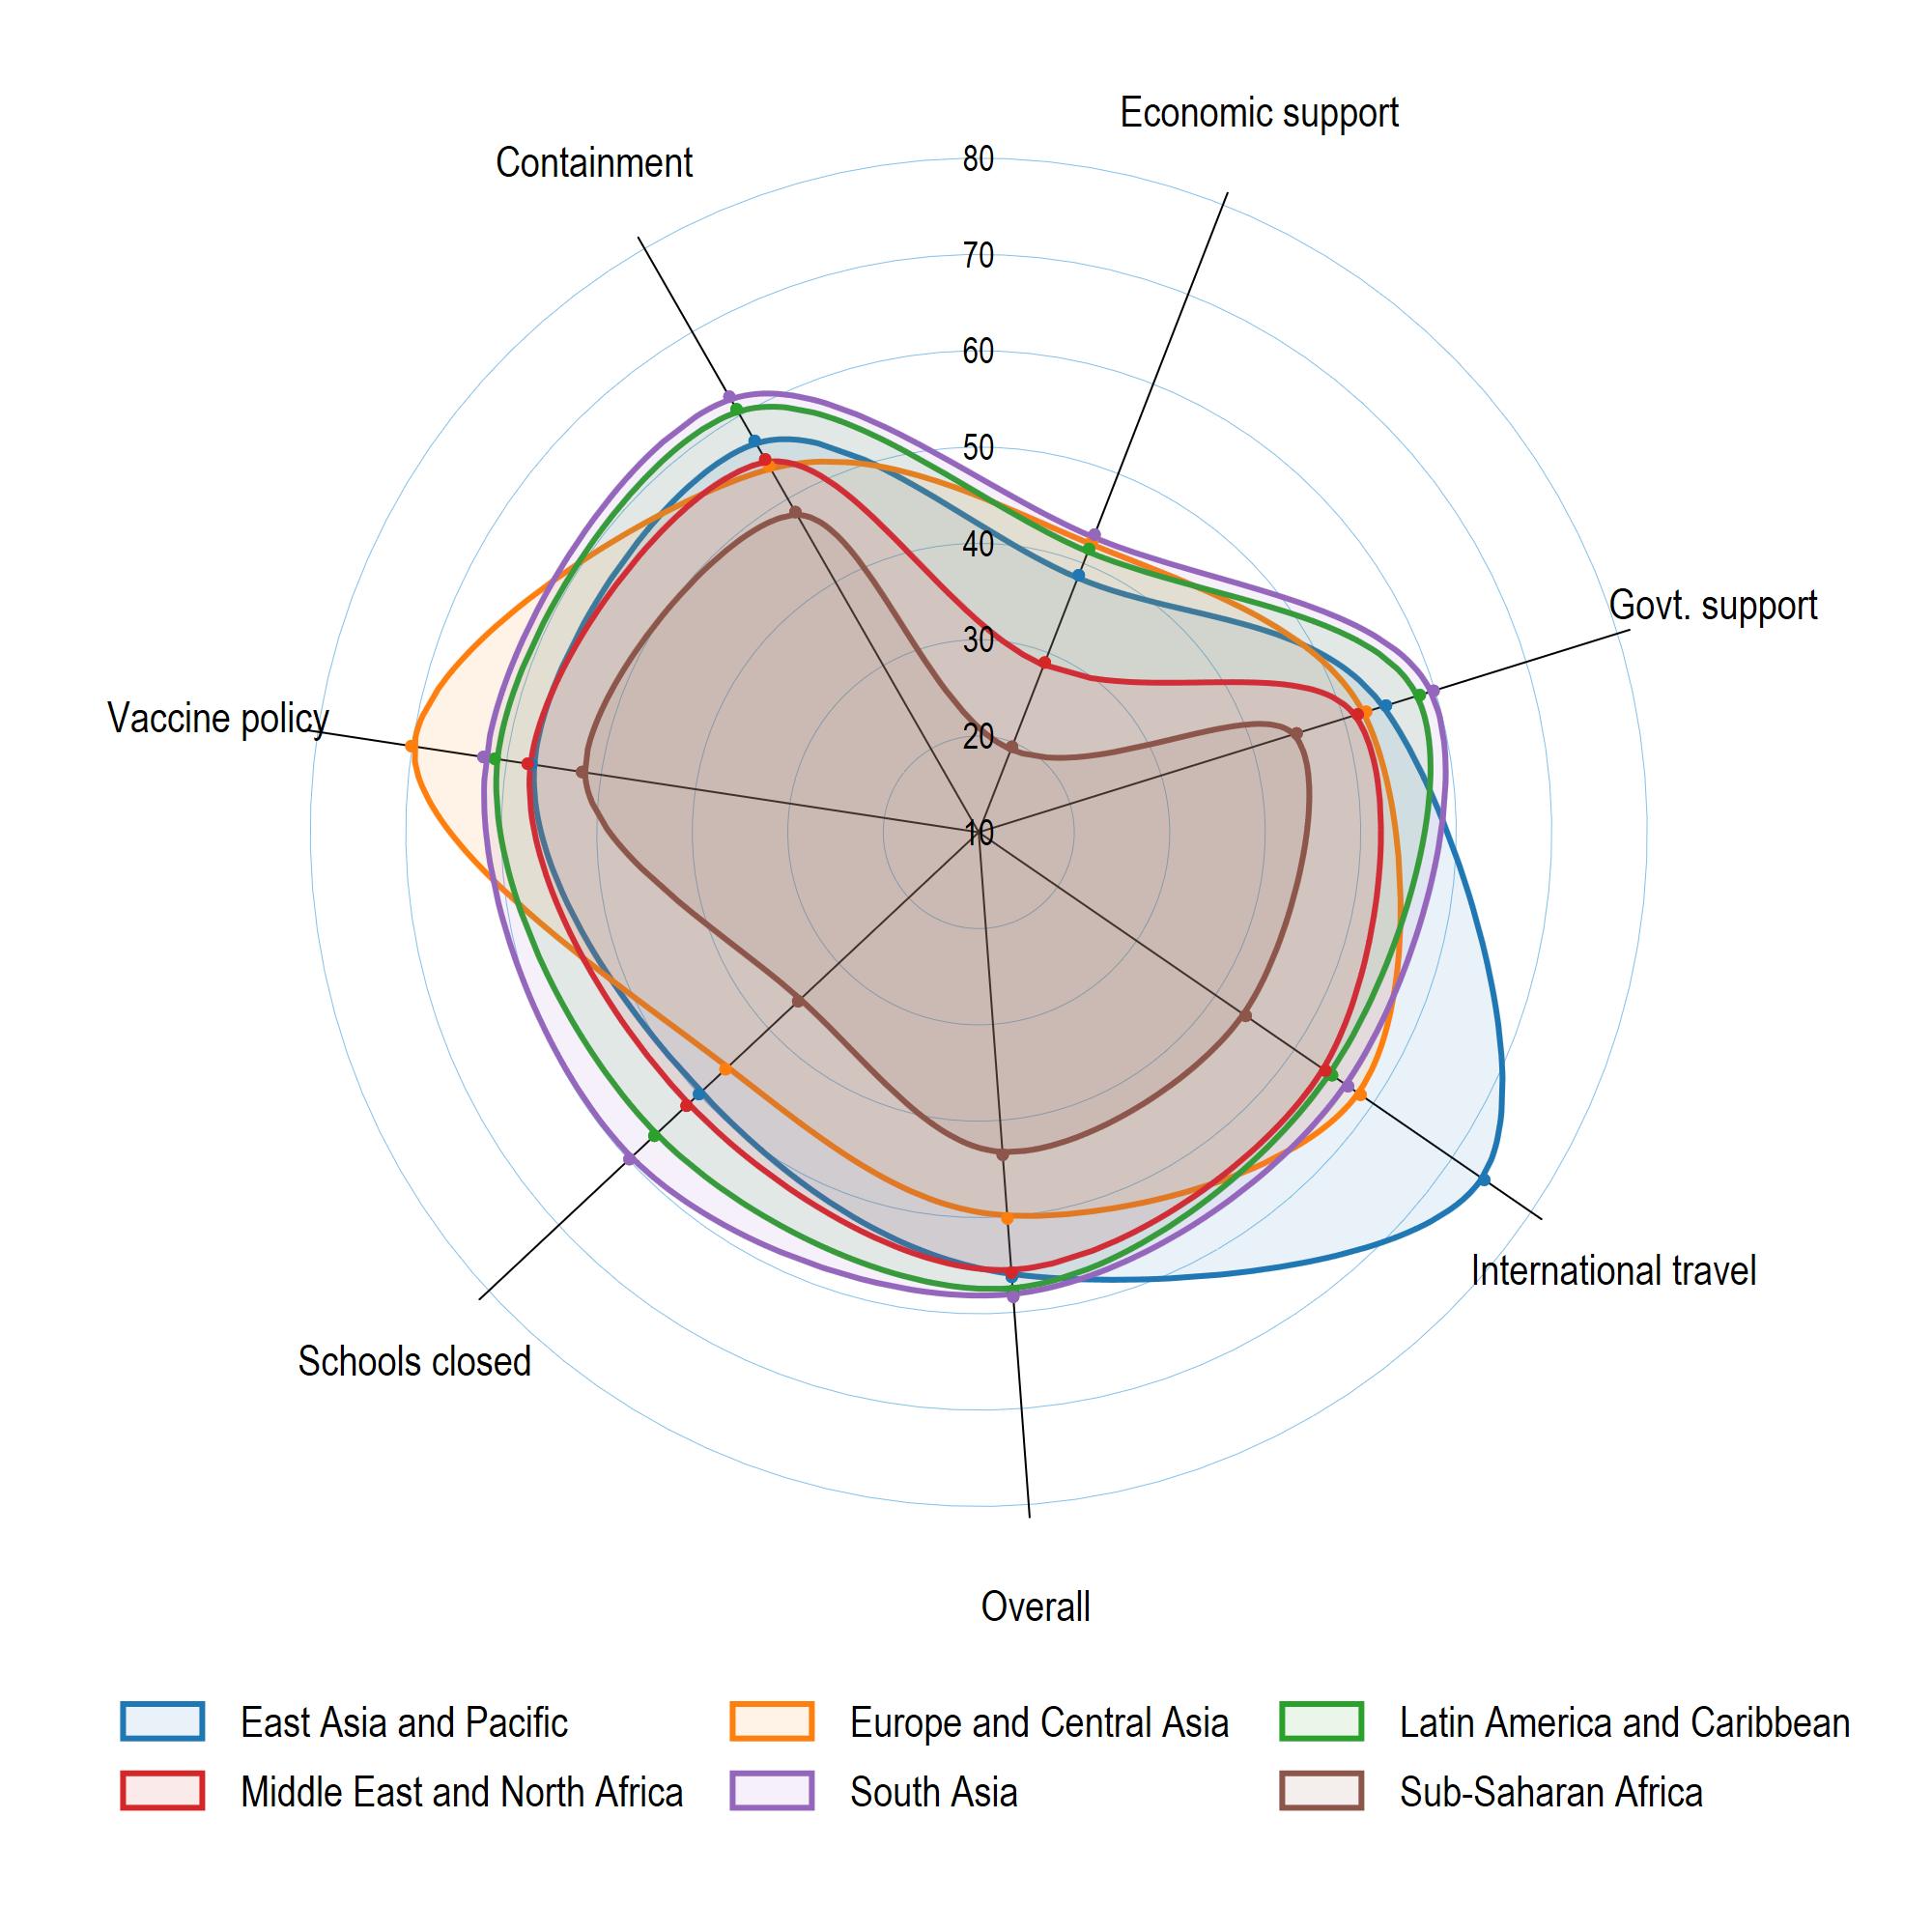 Economic support
Containment
80
70
60
50
40
30
20
10
Govt. support
Vaccine policy
International travel
Schools closed
Overall
East Asia and Pacific
Europe and Central Asia
Latin America and Caribbean
Middle East and North Africa
South Asia
Sub-Saharan Africa